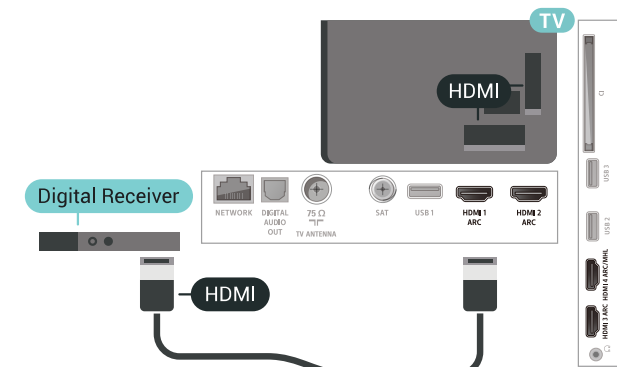 TV
HDMI
Digital Receiver
NETWORK
DIGITAL
AUDIO
OUT
75 Ω
TV ANTENNA
SAT
USB 1
HDMI 1
ARC
HDMI 2
ARC
HDMI
CI
USB 3
USB 2
HDMI 4 ARC/MHL
HDMI 3 ARC